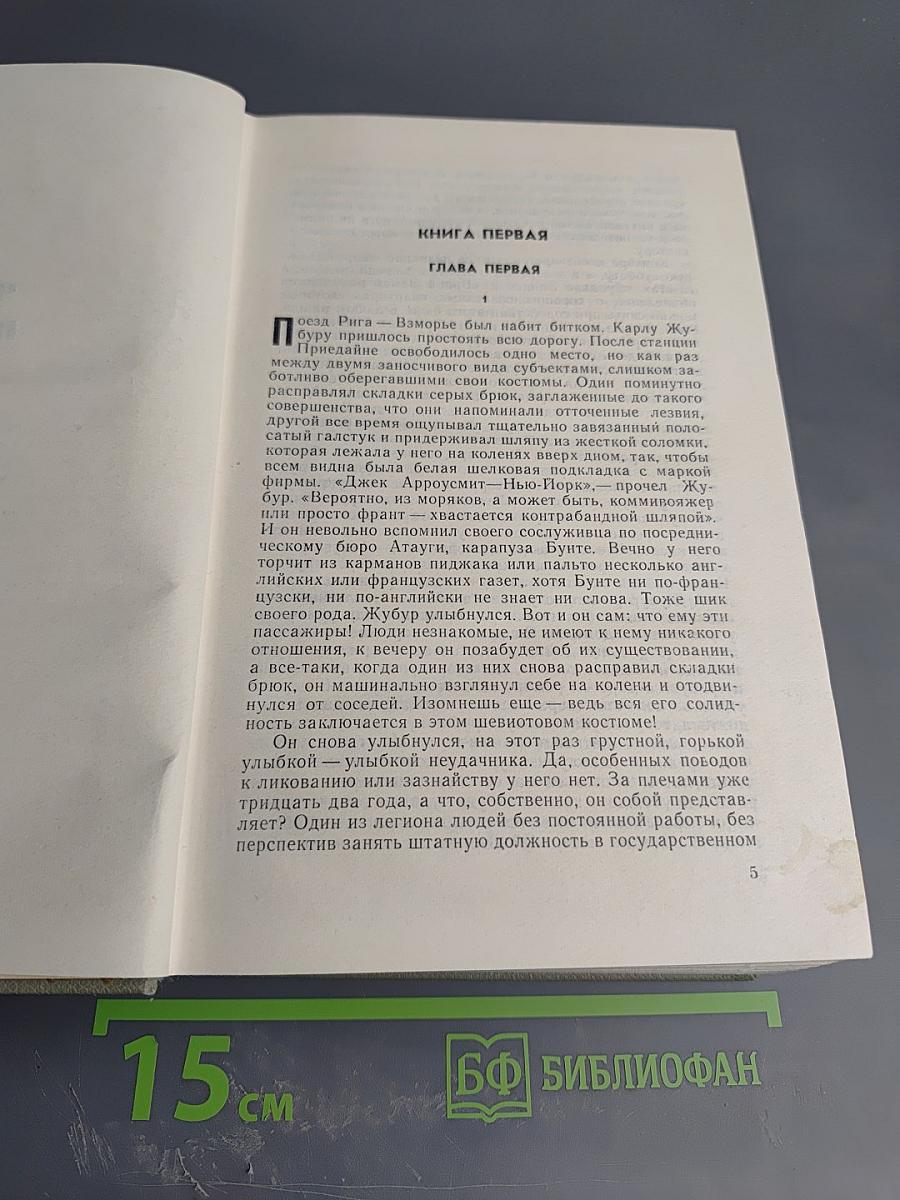 КНИГА ПЕРВАЯ
ГЛАВА ПЕРВАЯ
1
Поезд Рига — Взморье был набит битком. Карлу Жу-
буру пришлось простоять всю дорогу. После станции
Приедайне освободилось одно место, но как раз
между двумя заносчивого вида субъектами, слишком за-
ботливо оберегавшими свои костюмы. Один поминутно
расправлял складки серых брюк, заглаженные до такого
совершенства, что они напоминали отточенные лезвия,
другой все время ощупывал тщательно завязанный поло-
сатый галстук и придерживал шляпу из жесткой соломки,
которая лежала у него на коленях вверх дном, так, чтобы
всем видна была белая шелковая подкладка с маркой
фирмы. «Джек Арроусмит—Нью-Йорк»,— прочел Жу-
бур. «Вероятно, из моряков, а может быть, коммивояжер
или просто франт — хвастается контрабандной шляпой».
И он невольно вспомнил своего сослуживца по посредни-
ческому бюро Атауги, карапуза Бунте. Вечно у него
торчит из карманов пиджака или пальто несколько анг-
лийских или французских газет, хотя Бунте ни по-фран-
цузски, ни по-английски не знает ни слова. Тоже шик
своего рода. Жубур улыбнулся. Вот и он сам: что ему эти
пассажиры! Люди незнакомые, не имеют к нему никакого
отношения, к вечеру он позабудет об их существовании,
а все-таки, когда один из них снова расправил складки
брюк, он машинально взглянул себе на колени и отодви-
нулся от соседей. Изомнешь еще — ведь вся его солид-
ность заключается в этом шевиотовом костюме!
Он снова улыбнулся, на этот раз грустной, горькой
улыбкой — улыбкой неудачника. Да, особенных поводов
к ликованию или зазнайству у него нет. За плечами уже
тридцать два года, а что, собственно, он собой представ-
ляет? Один из легиона людей без постоянной работы, без
перспектив занять штатную должность в государственном
5
15 см
БФ БИБЛИОФАН